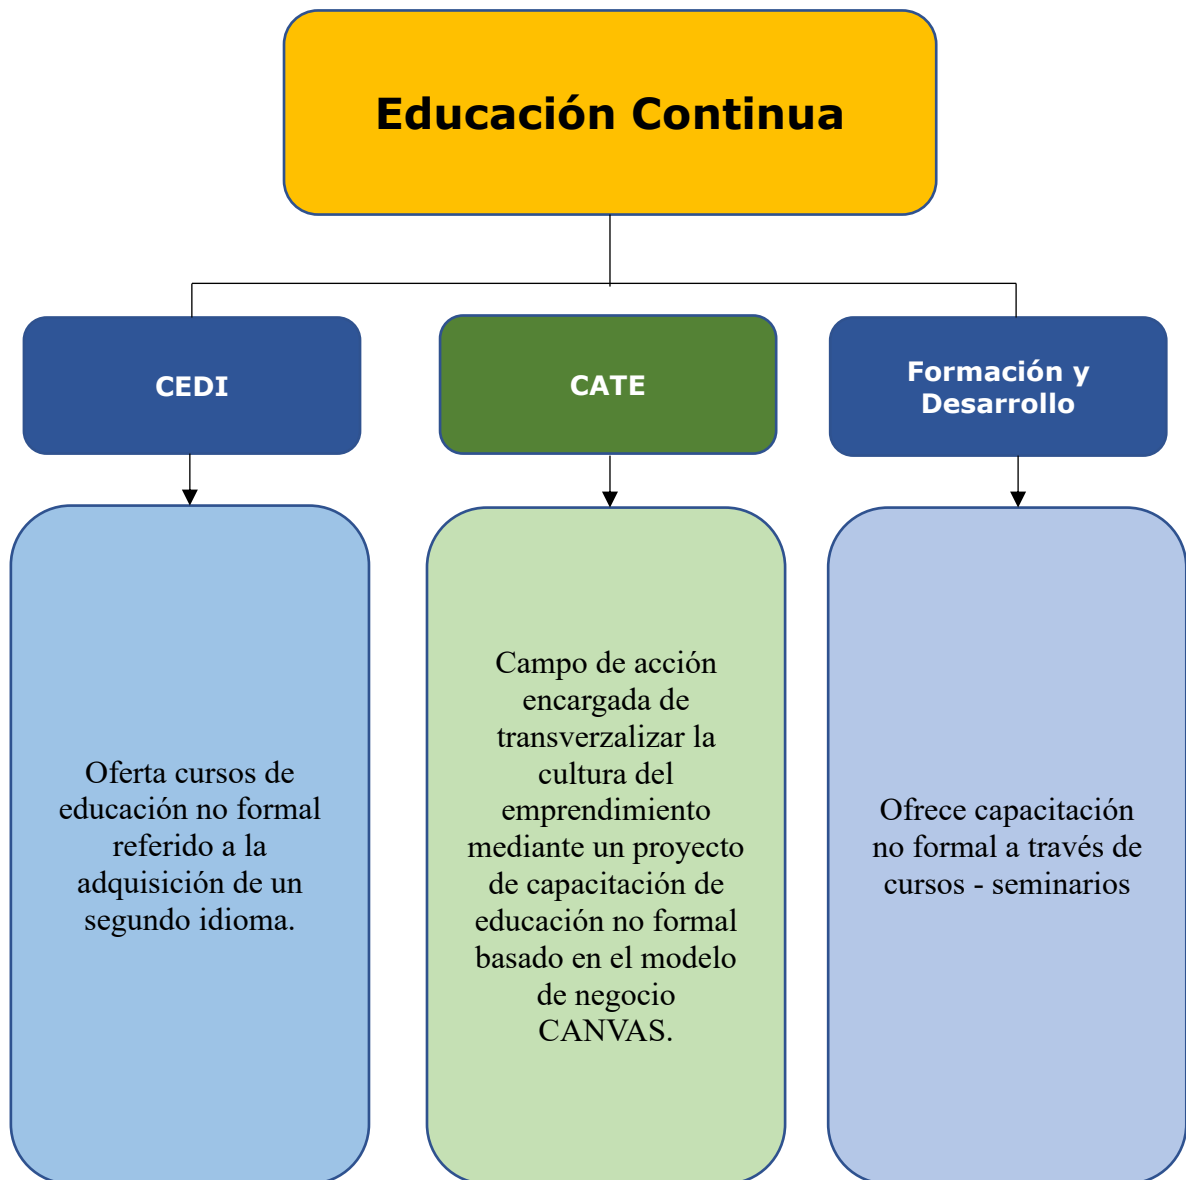 Educación Continua
CEDI
CATE
Formación y
Desarrollo
Oferta cursos de
educación no formal
referido a la
adquisición de un
segundo idioma.
Campo de acción
encargada de
transverzalizar la
cultura del
emprendimiento
mediante un proyecto
de capacitación de
educación no formal
basado en el modelo
de negocio
CANVAS.
Ofrece capacitación
no formal a través de
cursos - seminarios